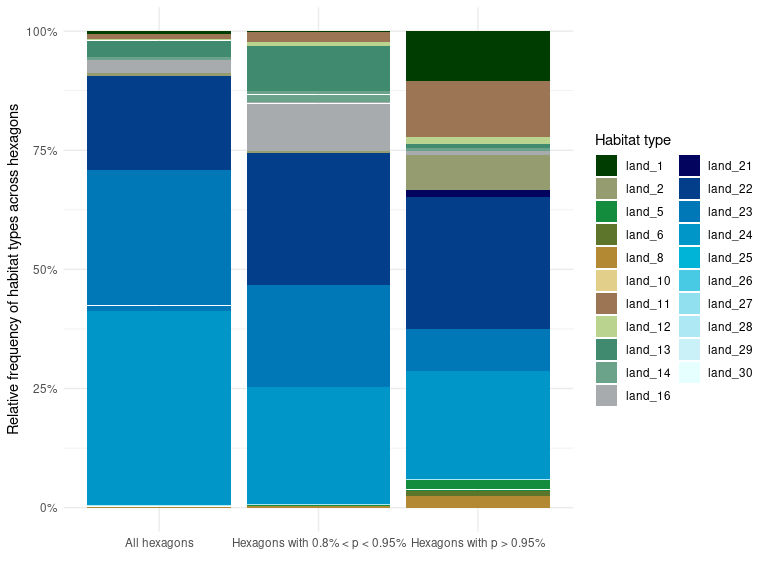 Relative frequency of habitat types across hexagons
100%
75%
50%
25%
0%
All hexagons
Hexagons with 0.8% < p < 0.95%
Hexagons with p > 0.95%
Habitat type
land_1
land_2
land_5
land_6
land_8
land_10
land_11
land_12
land_13
land_14
land_16
land_21
land_22
land_23
land_24
land_25
land_26
land_27
land_28
land_29
land_30